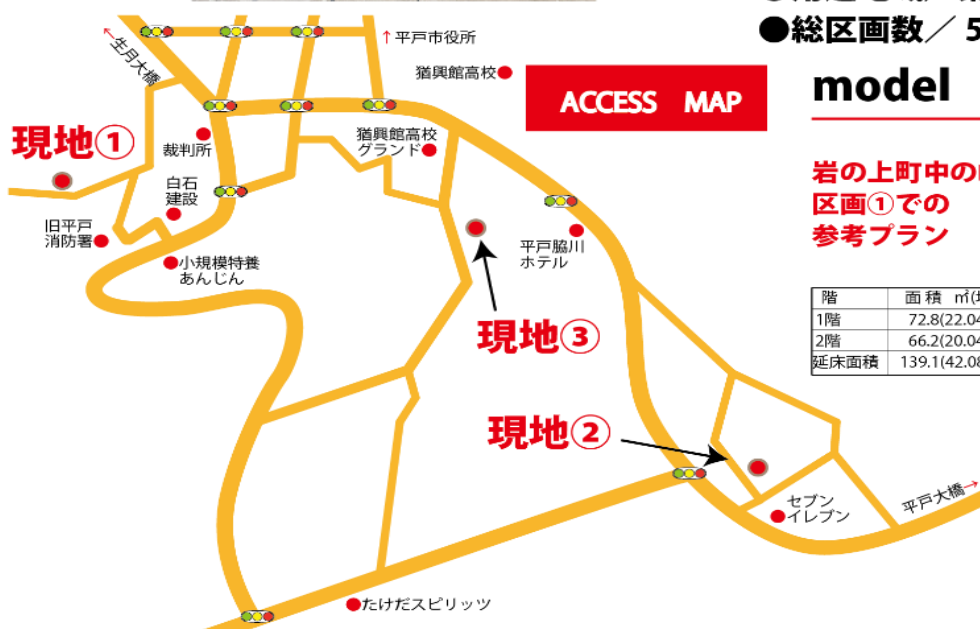 ●総区画数／5
↑平戸市役所
←生月大橋
猶興館高校
ACCESS MAP
model
現地①
裁判所
猶興館高校
グランド
白石
建設
旧平戸
消防署
小規模特養
あんじん
平戸脇川
ホテル
現地③
現地②
セブン
イレブン
平戸大橋→
たけだスピリッツ
岩の上町中の
区画①での
参考プラン
階 面積 ㎡
1階 72.8(22.04
2階 66.2(20.04
延床面積 139.1(42.08